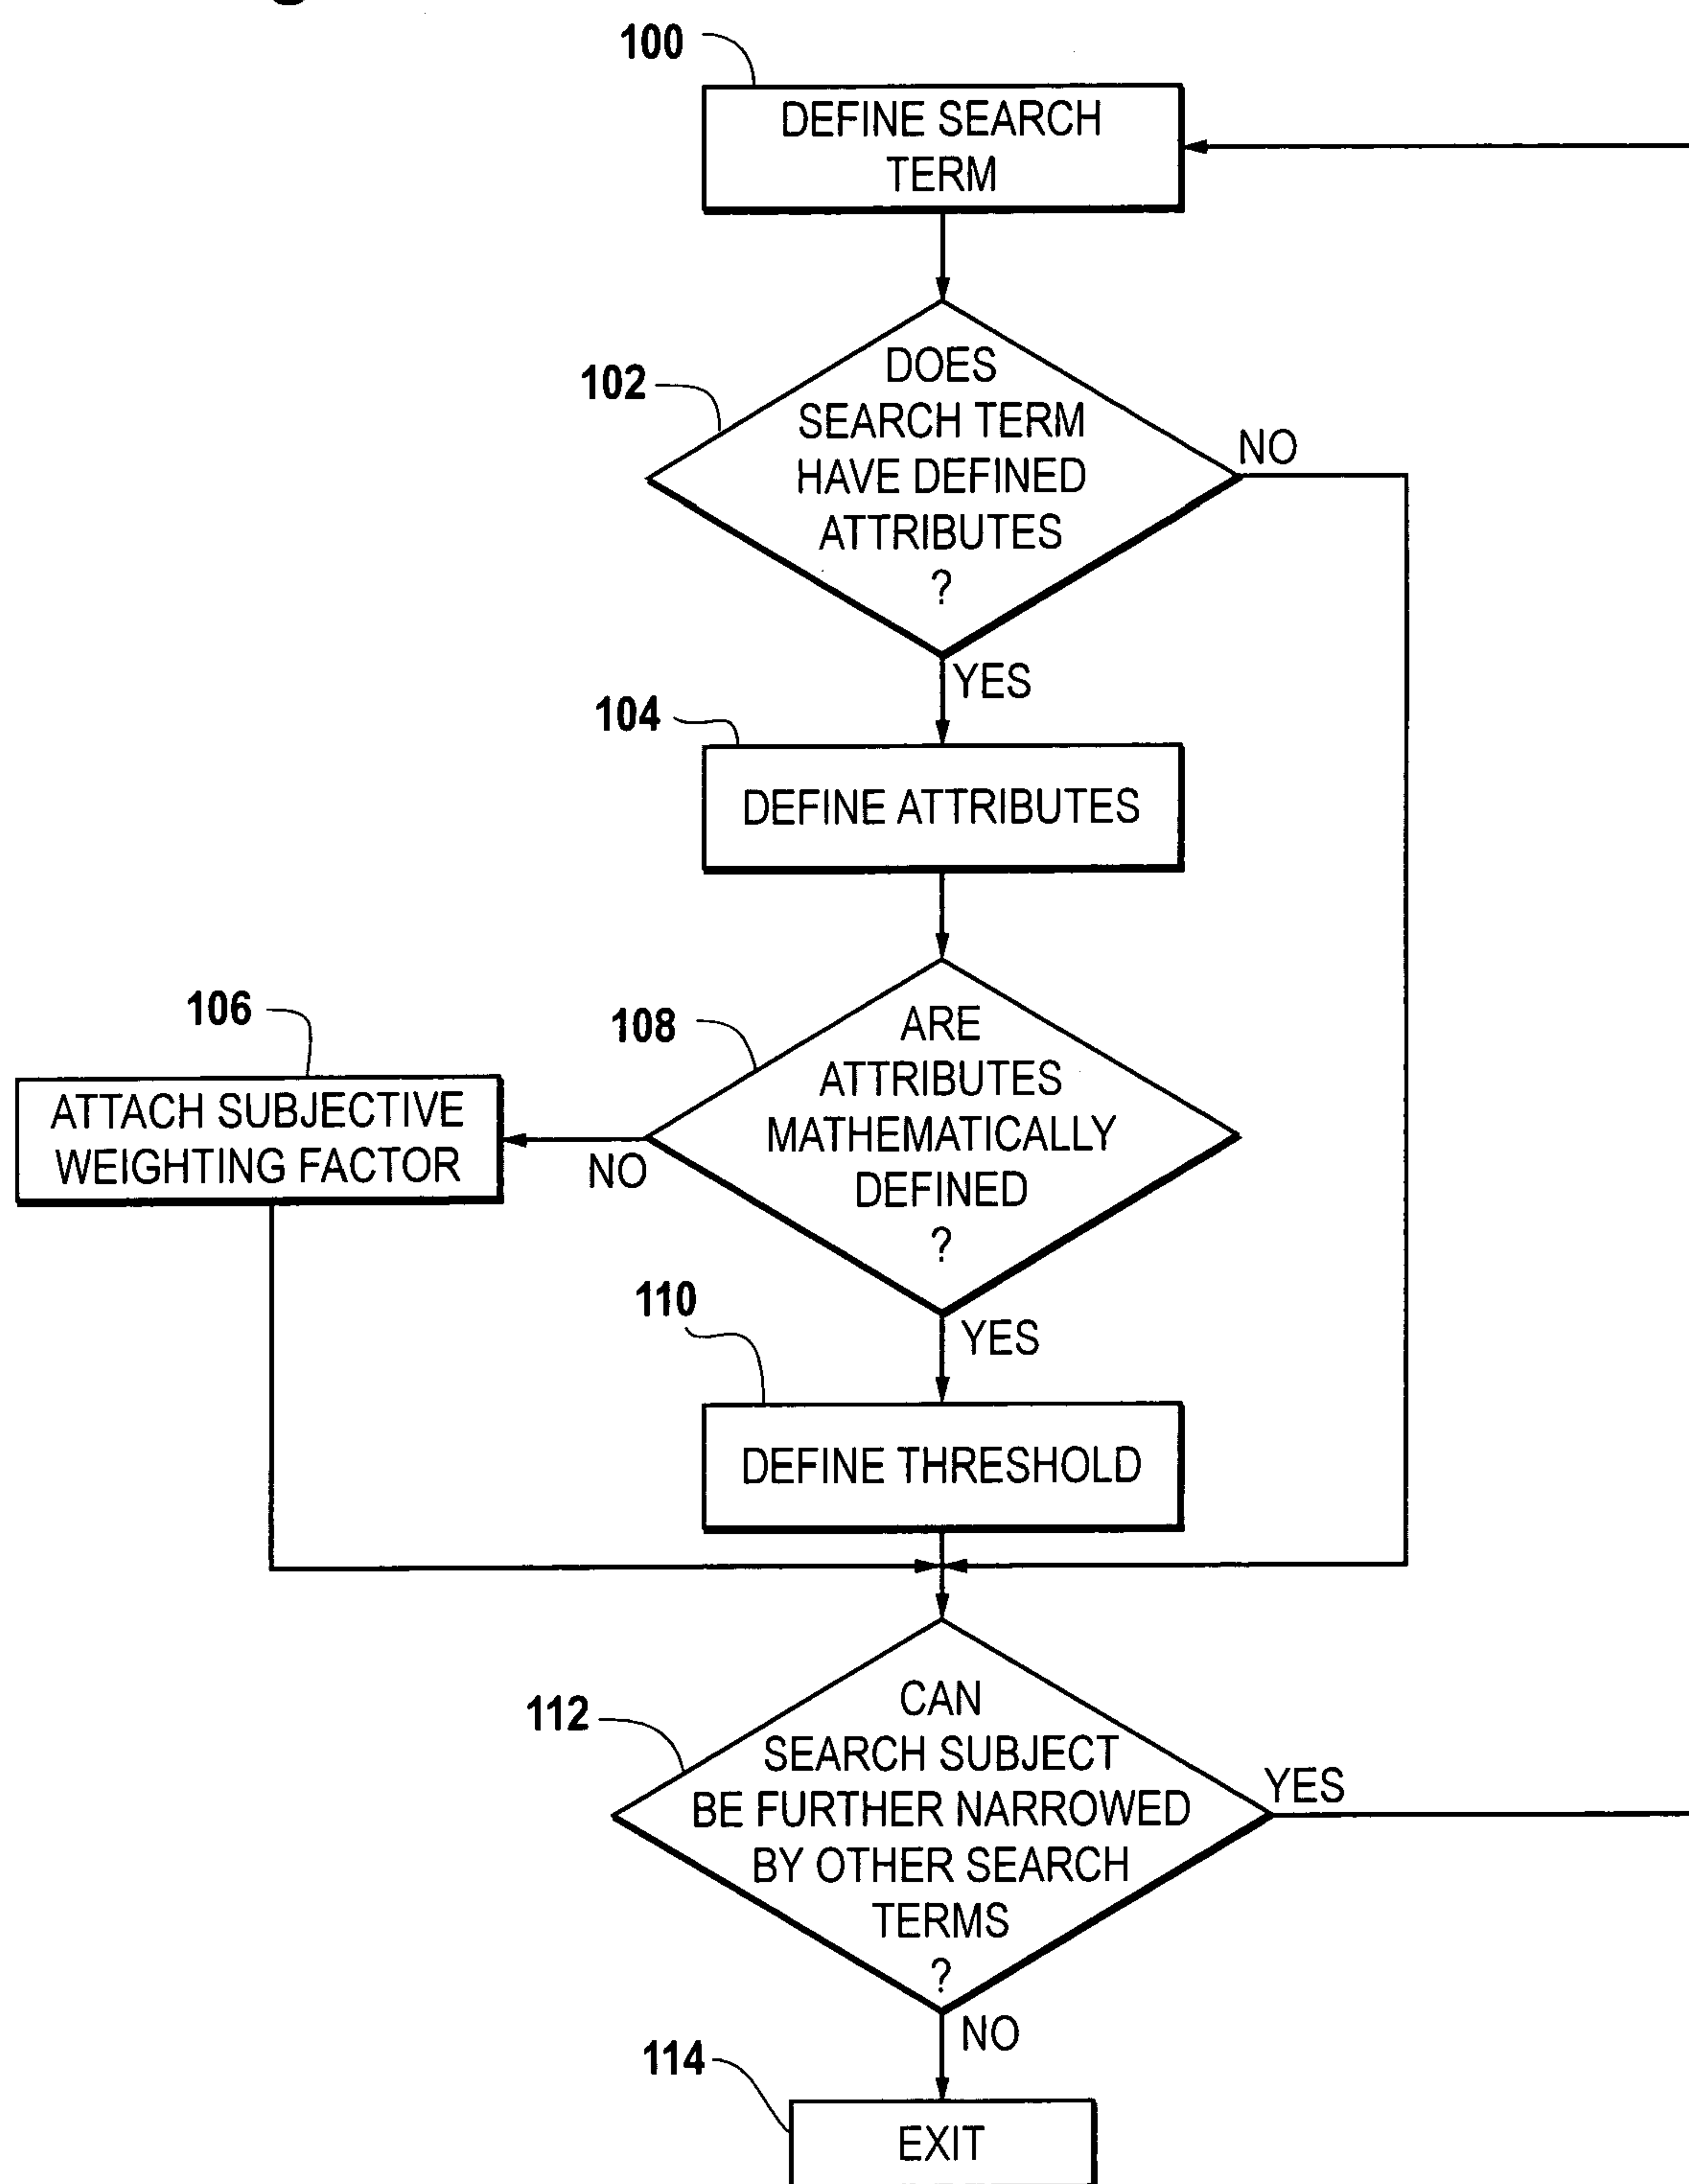 100
DEFINE SEARCH
TERM
102
DOES
SEARCH TERM
HAVE DEFINED
ATTRIBUTES
?
NO
YES
104
DEFINE ATTRIBUTES
106
ATTACH SUBJECTIVE
WEIGHTING FACTOR
108
ARE
ATTRIBUTES
MATHEMATICALLY
DEFINED
?
NO
YES
110
DEFINE THRESHOLD
112
CAN
SEARCH SUBJECT
BE FURTHER NARROWED
BY OTHER SEARCH
TERMS
?
YES
NO
114
EXIT